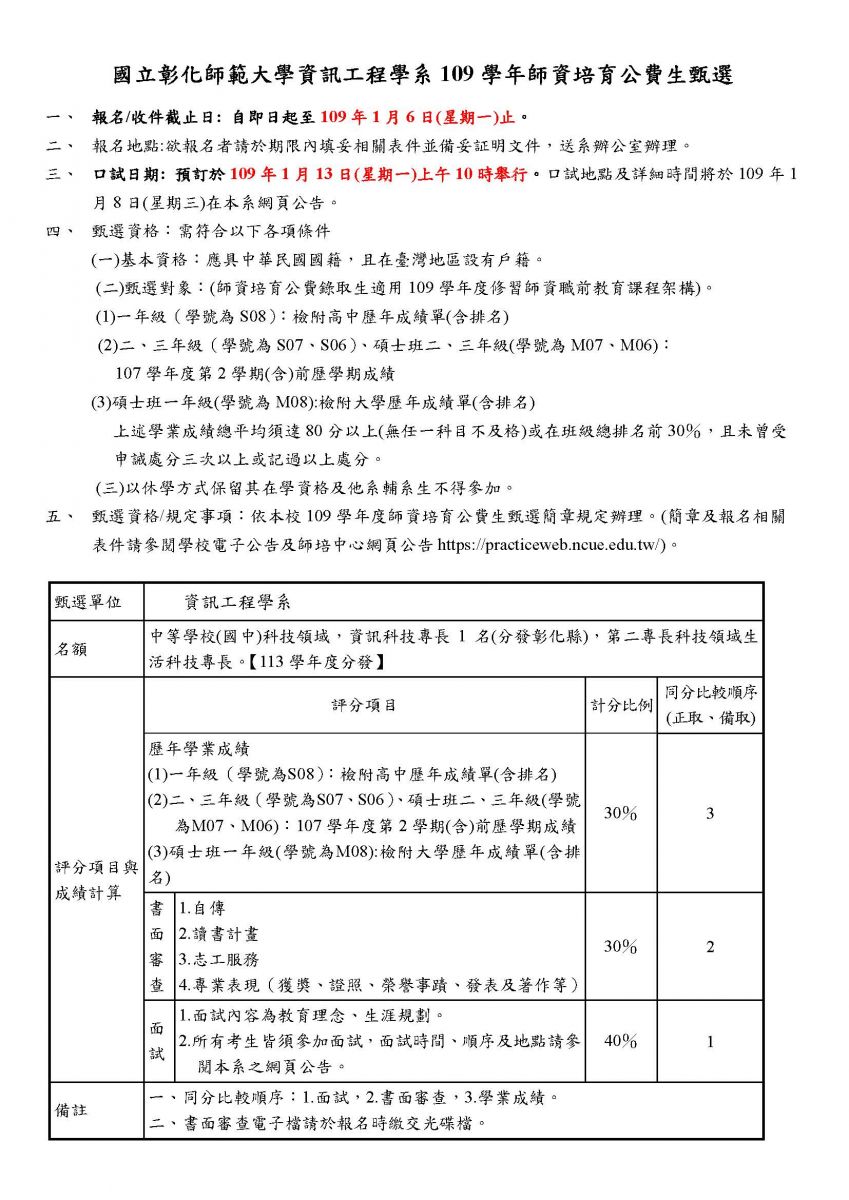 國立彰化師範大學資訊工程學系 109 學年師資培育公費生甄選
一、 報名/收件截止日: 自即日起至 109 年 1 月 6 日(星期一)止。
二、 報名地點:欲報名者請於期限內填妥相關表件並備妥証明文件，送系辦公室辦理。
三、 口試日期: 預訂於 109 年 1 月 13 日(星期一)上午 10 時舉行。口試地點及詳細時間將於 109 年 1
月 8 日(星期三)在本系網頁公告。
四、 甄選資格：需符合以下各項條件
(一)基本資格：應具中華民國國籍，且在臺灣地區設有戶籍。
(二)甄選對象：(師資培育公費錄取生適用 109 學年度修習師資職前教育課程架構)。
(1)一年級（學號為 S08）：檢附高中歷年成績單(含排名)
(2)二、三年級（學號為 S07、S06）、碩士班二、三年級(學號為 M07、M06)：
107 學年度第 2 學期(含)前歷學期成績
(3)碩士班一年級(學號為 M08):檢附大學歷年成績單(含排名)
上述學業成績總平均須達 80 分以上(無任一科目不及格)或在班級總排名前 30%，且未曾受
申誡處分三次以上或記過以上處分。
(三)以休學方式保留其在學資格及他系輔系生不得參加。
五、 甄選資格/規定事項：依本校 109 學年度師資培育公費生甄選簡章規定辦理。(簡章及報名相關
表件請參閱學校電子公告及師培中心網頁公告 https://practiceweb.ncue.edu.tw/)。
甄選單位 資訊工程學系
名額 中等學校(國中)科技領域，資訊科技專長 1 名(分發彰化縣)，第二專長科技領域生
活科技專長。【113 學年度分發】
評分項目與
成績計算
評分項目 計分比例 同分比較順序
(正取、備取)
歷年學業成績
(1)一年級（學號為S08）：檢附高中歷年成績單(含排名)
(2)二、三年級（學號為S07、S06）、碩士班二、三年級(學號
為M07、M06)：107 學年度第 2 學期(含)前歷學期成績
(3)碩士班一年級(學號為M08):檢附大學歷年成績單(含排
名)
30% 3
書面審查
1.自傳
2.讀書計畫
3.志工服務
4.專業表現（獲獎、證照、榮譽事蹟、發表及著作等）
30% 2
面試
1.面試內容為教育理念、生涯規劃。
2.所有考生皆須參加面試，面試時間、順序及地點請參
閱本系之網頁公告。
40% 1
備註
一、同分比較順序：1.面試，2.書面審查，3.學業成績。
二、書面審查電子檔請於報名時繳交光碟檔。